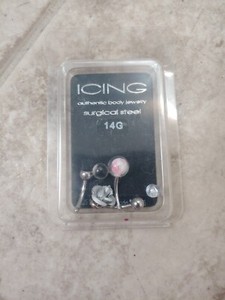 ICING
authentic body jewelry
surgical steel
14G